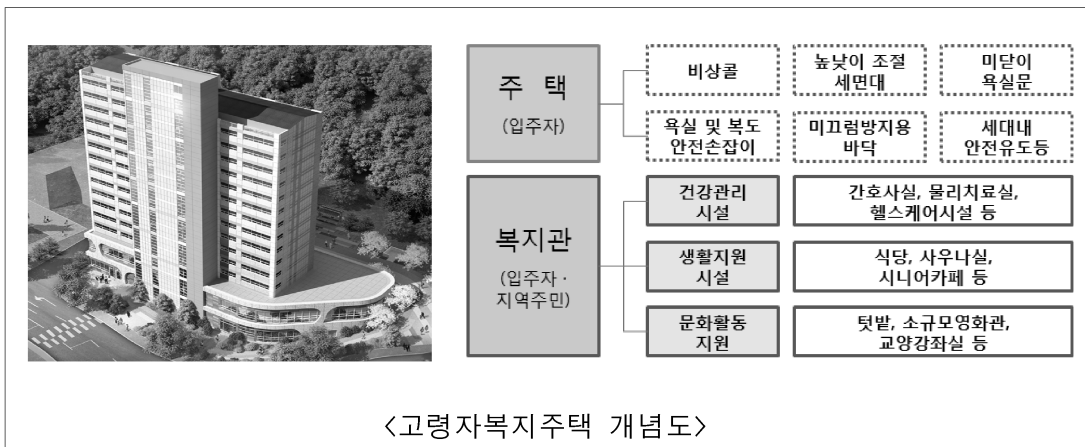 주 택
(입주자)
비상콜
높낮이 조절
세면대
미닫이
욕실문
욕실 및 복도
안전손잡이
미끄럼방지용
바닥
세대내
안전유도등
복지관
(입주자·
지역주민)
건강관리
시설
간호사실, 물리치료실,
헬스케어시설 등
생활지원
시설
식당, 사우나실,
시니어카페 등
문화활동
지원
텃밭, 소규모영화관,
교양강좌실 등
<고령자복지주택 개념도>